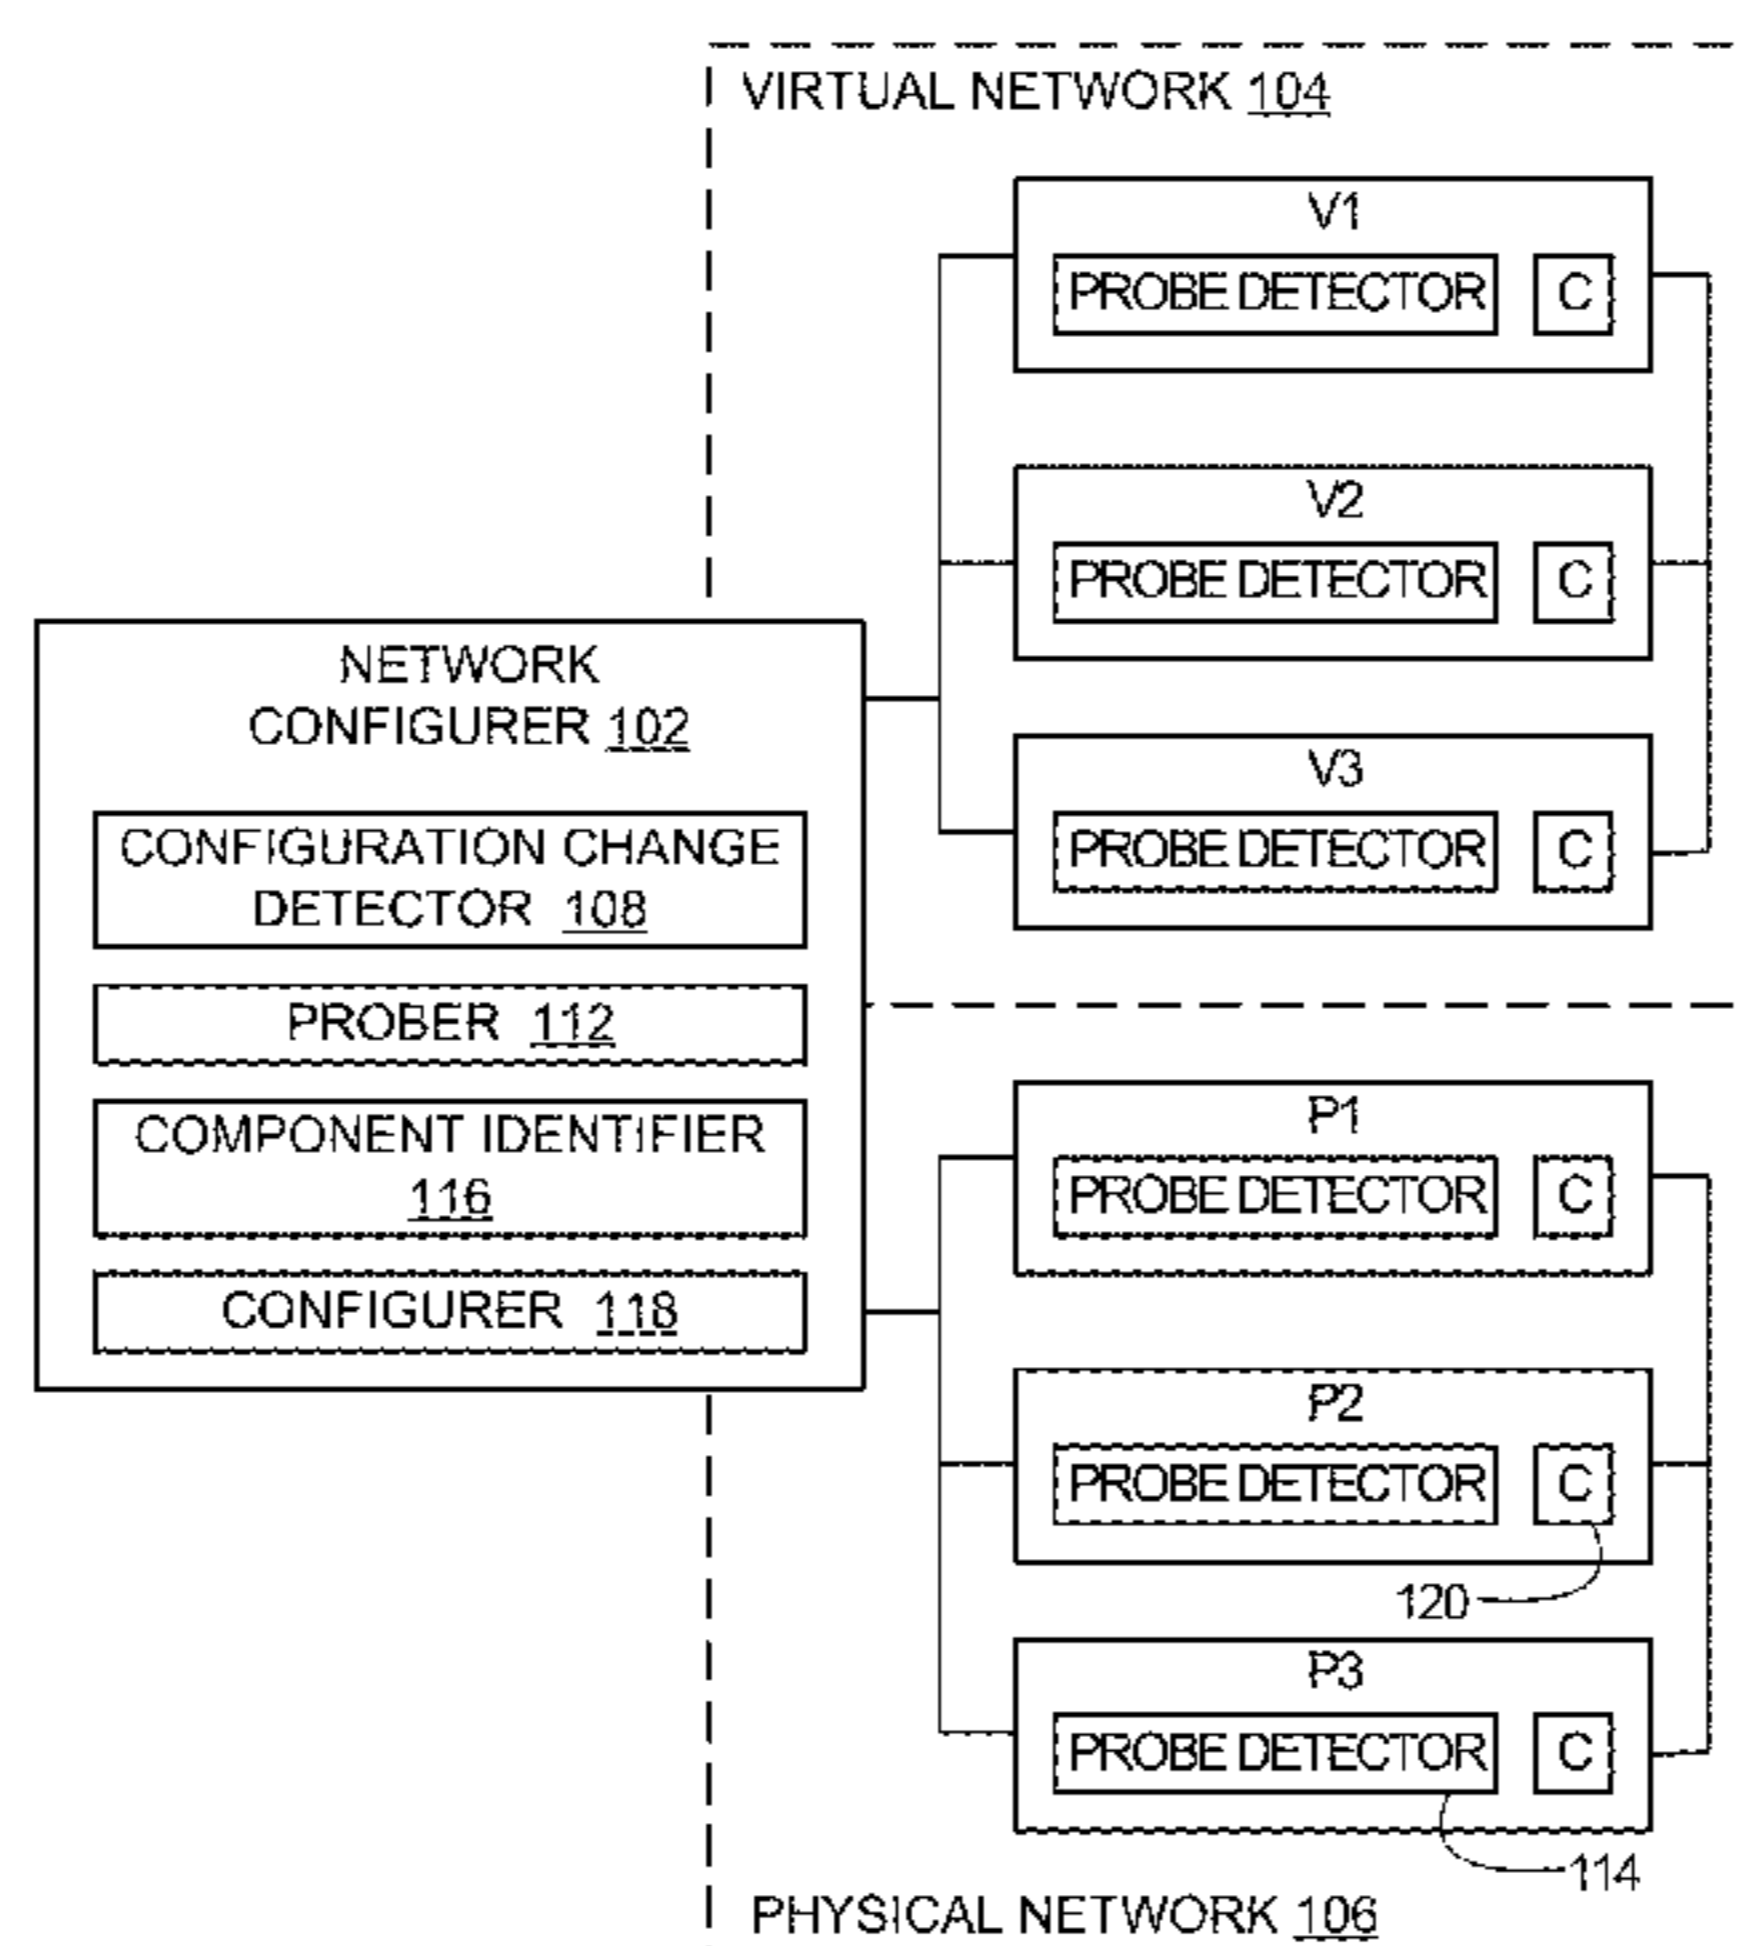 VIRTUAL NETWORK 104
V1
PROBE DETECTOR C
V2
PROBE DETECTOR C
V3
PROBE DETECTOR C
NETWORK
CONFIGURER 102
CONFIGURATION CHANGE
DETECTOR 108
PROBER 112
COMPONENT IDENTIFIER
116
CONFIGURER 118
P1
PROBE DETECTOR C
P2
PROBE DETECTOR C
120
P3
PROBE DETECTOR C
114
PHYSICAL NETWORK 106